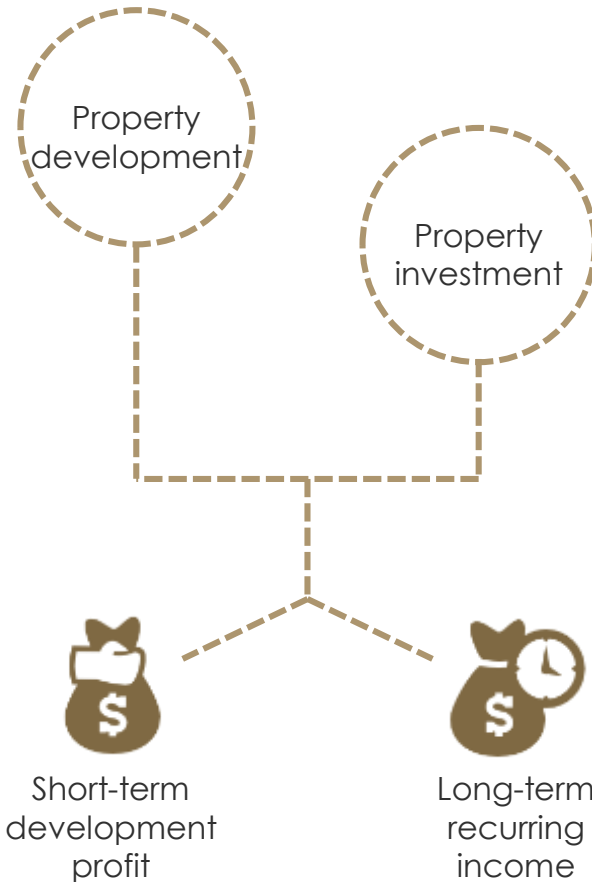 Property
development
Property
investment
$
$
Short-term
development
profit
Long-term
recurring
income